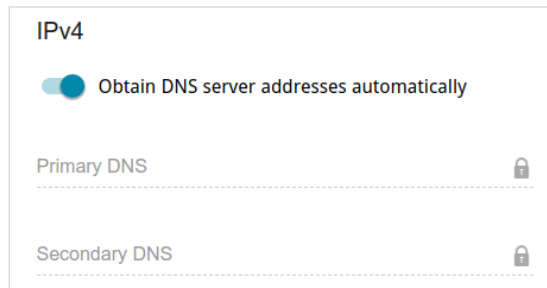 IPv4
Obtain DNS server addresses automatically
Primary DNS
Secondary DNS